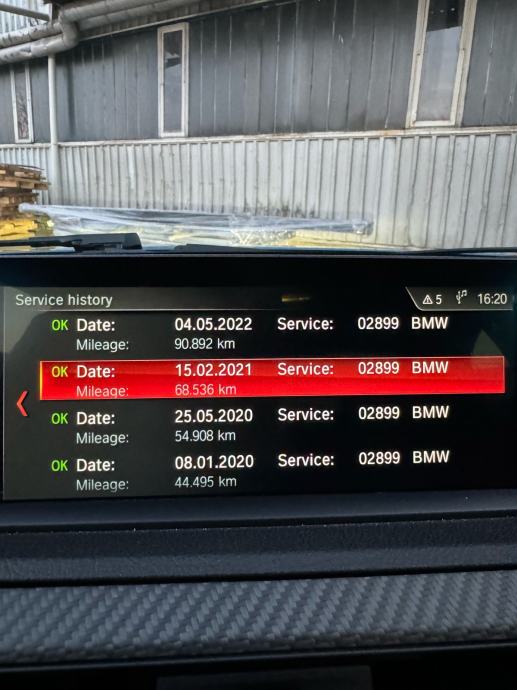 Service history 5 16:20
OK Date: 04.05.2022 Service: 02899 BMW
Mileage: 90.892 km
OK Date: 15.02.2021 Service: 02899 BMW
Mileage: 68.536 km
OK Date: 25.05.2020 Service: 02899 BMW
Mileage: 54.908 km
OK Date: 08.01.2020 Service: 02899 BMW
Mileage: 44.495 km